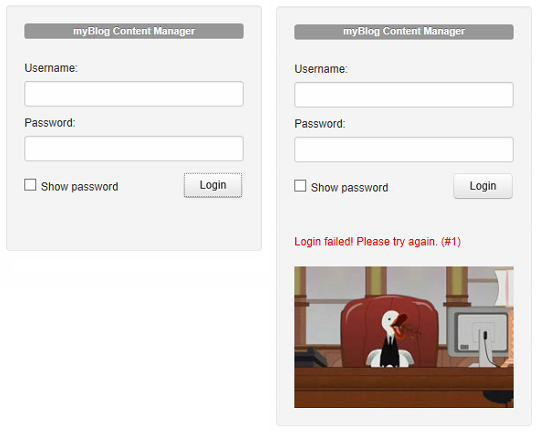 myBlog Content Manager
Username:
Password:
Show password
Login
myBlog Content Manager
Username:
Password:
Show password
Login
Login failed! Please try again. (#1)